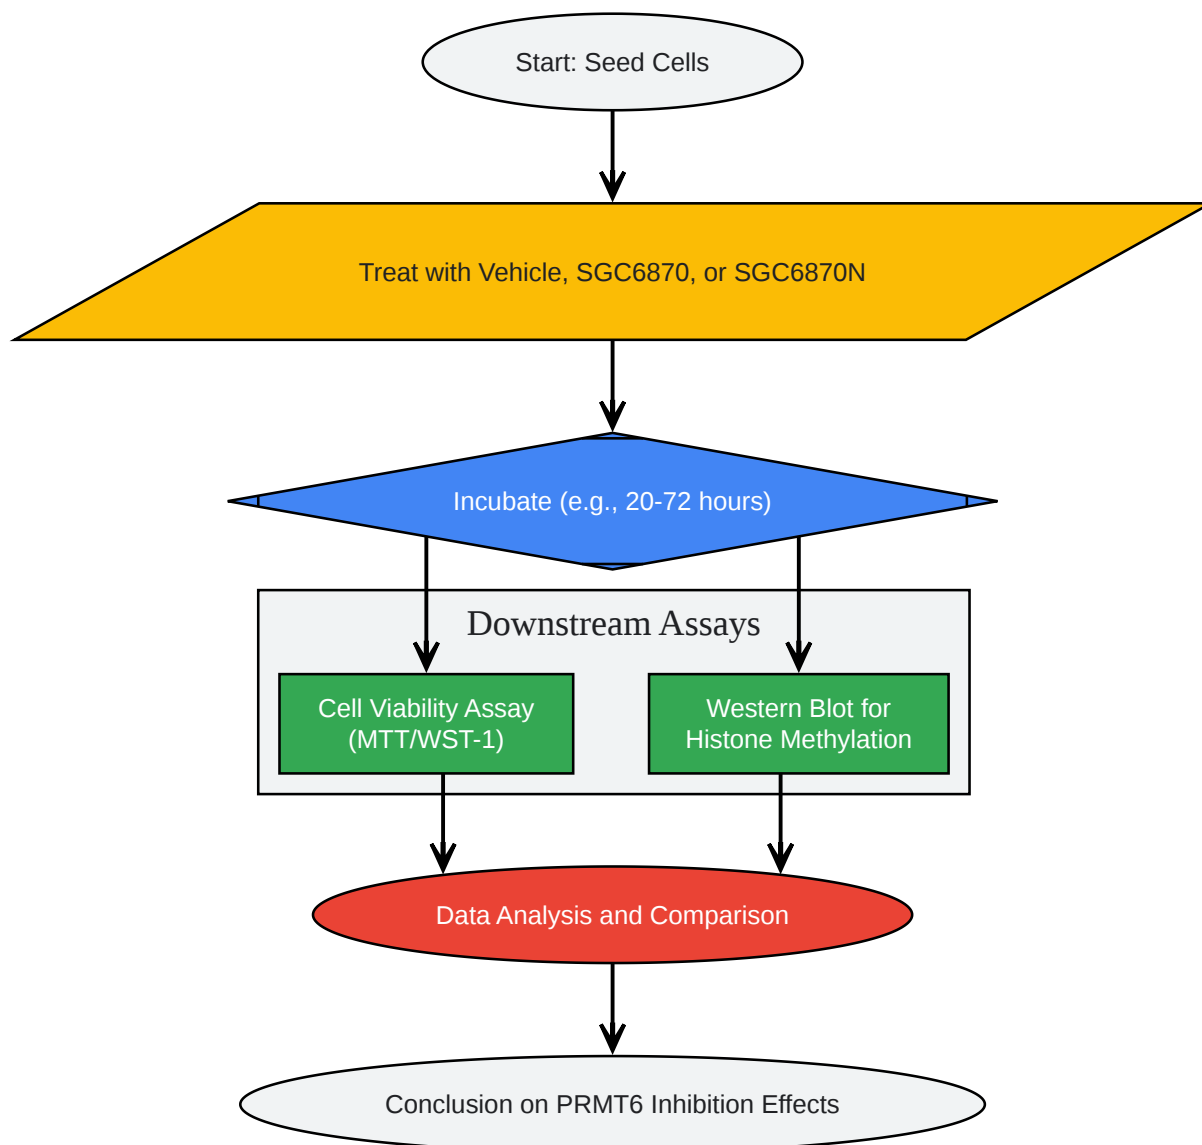 Start: Seed Cells
Treat with Vehicle, SGC6870, or SGC6870N
Incubate (e.g., 20-72 hours)
Downstream Assays
Cell Viability Assay
(MTT/WST-1)
Western Blot for
Histone Methylation
Data Analysis and Comparison
Conclusion on PRMT6 Inhibition Effects